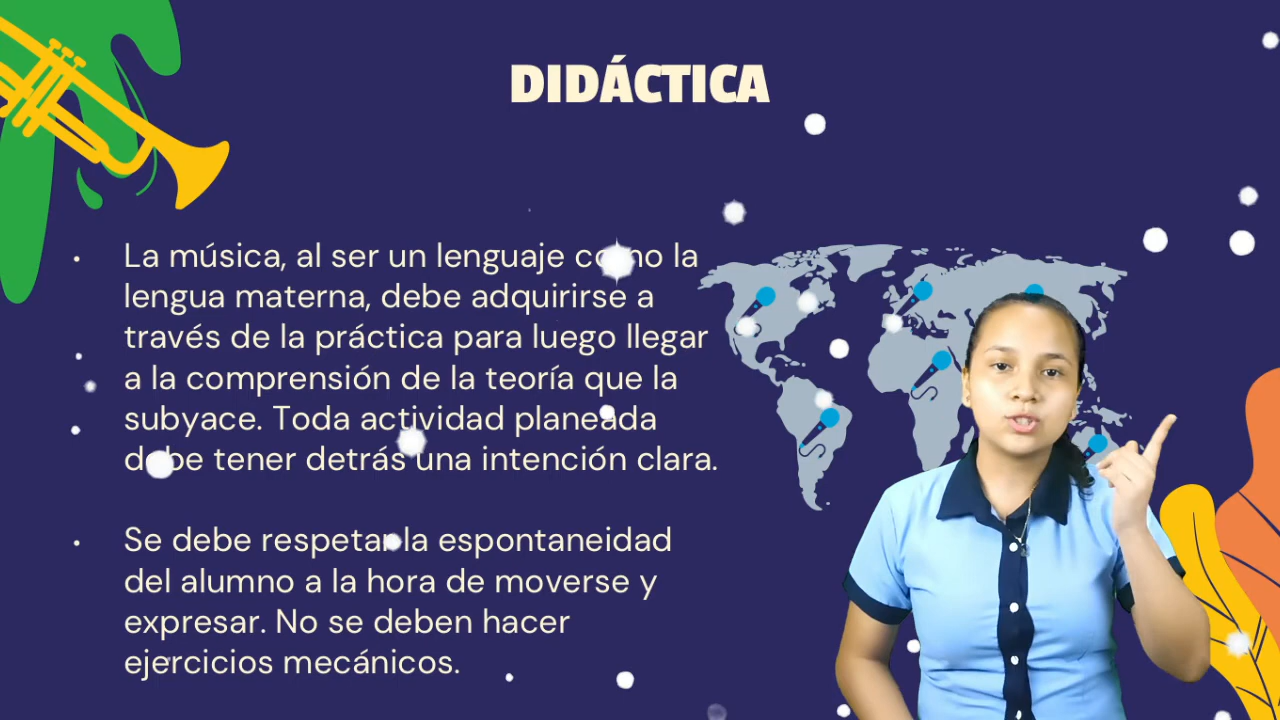 DIDÁCTICA
• La música, al ser un lenguaje como la
lengua materna, debe adquirirse a
través de la práctica para luego llegar
a la comprensión de la teoría que la
subyace. Toda actividad planeada
debe tener detrás una intención clara.
• Se debe respetar la espontaneidad
del alumno a la hora de moverse y
expresar. No se deben hacer
ejercicios mecánicos.